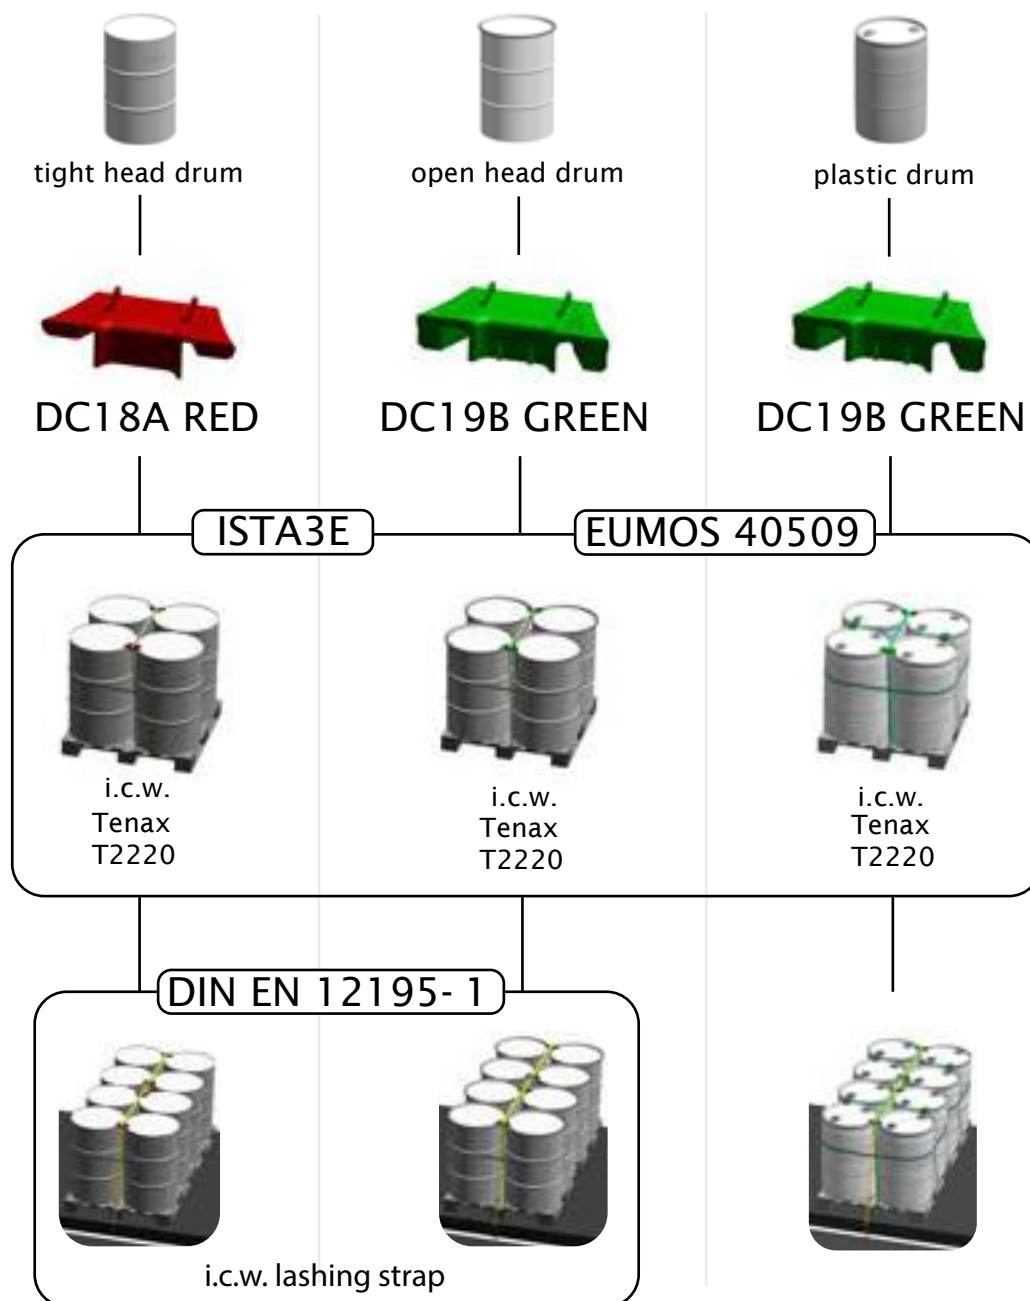 tight head drum
open head drum
plastic drum
DC18A RED
DC19B GREEN
DC19B GREEN
ISTA3E
EUMOS 40509
i.c.w.
Tenax
T2220
i.c.w.
Tenax
T2220
i.c.w.
Tenax
T2220
DIN EN 12195- 1
i.c.w. lashing strap